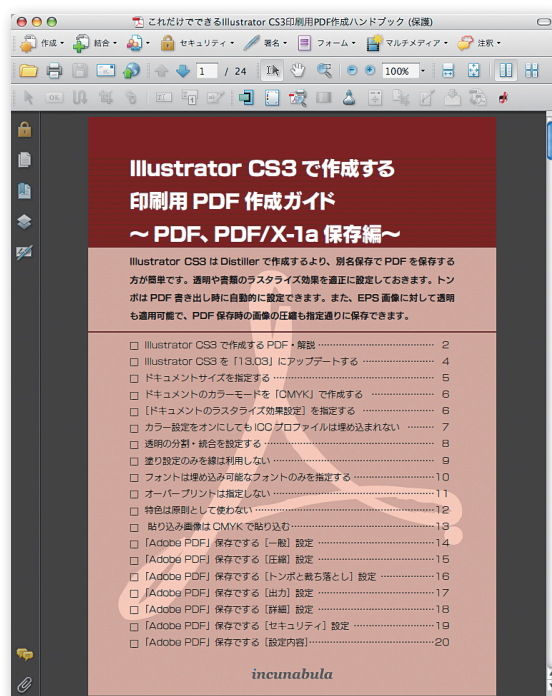 これだけでできるIllustrator CS3印刷用PDF作成ハンドブック (保護)
作成 結合 セキュリティ 署名 フォーム マルチメディア 注釈
1 / 24 100%
OK
Illustrator CS3 で作成する
印刷用 PDF 作成ガイド
〜 PDF、PDF/X-1a 保存編〜
Illustrator CS3 は Distiller で作成するより、別名保存で PDF を保存する
方が簡単です。透明や書類のラスタライズ効果を適正に設定しておきます。トン
ボは PDF 書き出し時に自動的に設定できます。また、EPS 画像に対して透明
も適用可能で、PDF 保存時の画像の圧縮も指定通りに保存できます。
□ Illustrator CS3 で作成する PDF・解説 ………………………… 2
□ Illustrator CS3 を「13.03」にアップデートする ……………… 4
□ ドキュメントサイズを指定する …………………………………… 5
□ ドキュメントのカラーモードを「CMYK」で作成する …………… 6
□ [ドキュメントのラスタライズ効果設定] を指定する …………… 6
□ カラー設定をオンにしても ICC プロファイルは埋め込まれない …… 7
□ 透明の分割・統合を設定する ……………………………………… 8
□ 塗り設定のみを線は利用しない …………………………………… 9
□ フォントは埋め込み可能なフォントのみを指定する ……………10
□ オーバープリントは指定しない ……………………………………11
□ 特色は原則として使わない …………………………………………12
□ 貼り込み画像は CMYK で貼り込む…………………………………13
□ 「Adobe PDF」保存でする [一般] 設定 …………………………14
□ 「Adobe PDF」保存でする [圧縮] 設定 …………………………15
□ 「Adobe PDF」保存でする [トンボと裁ち落とし] 設定 …………16
□ 「Adobe PDF」保存でする [出力] 設定 …………………………17
□ 「Adobe PDF」保存でする [詳細] 設定 …………………………18
□ 「Adobe PDF」保存でする [セキュリティ] 設定 ………………19
□ 「Adobe PDF」保存でする [設定内容]……………………………20
incunabula